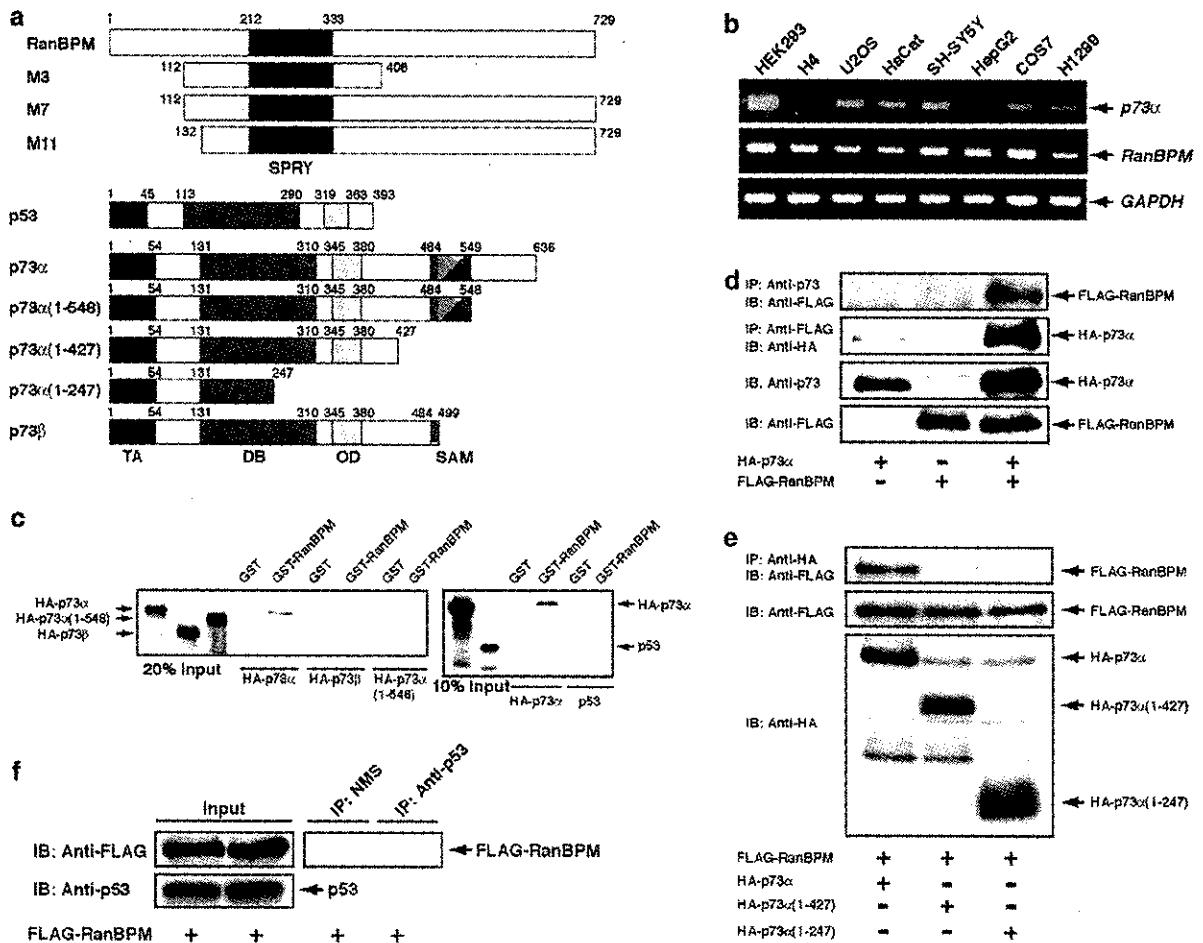 a
1 212 333 729
RanBPM
112 406
M3
112 729
M7
132 729
M11
SPRY
1 45 113 290 319 363 393
p53
1 54 131 310 345 380 484 549 636
p73α
1 54 131 310 345 380 484 548
p73α(1-548)
1 54 131 310 345 380 427
p73α(1-427)
1 54 131 247
p73α(1-247)
1 54 131 310 345 380 484 499
p73β
TA DB OD SAM
b
HEK293 H4 U2OS HaCat SH-SY5Y HepG2 COS7 H1299
p73α
RanBPM
GAPDH
c
GST GST-RanBPM GST GST-RanBPM GST GST-RanBPM
HA-p73α
HA-p73α(1-548)
HA-p73β
20% Input
HA-p73α HA-p73β HA-p73α
(1-548)
GST GST-RanBPM GST GST-RanBPM
HA-p73α
p53
10% Input
HA-p73α p53
d
IP: Anti-p73
IB: Anti-FLAG
FLAG-RanBPM
IP: Anti-FLAG
IB: Anti-HA
HA-p73α
IB: Anti-p73
HA-p73α
IB: Anti-FLAG
FLAG-RanBPM
HA-p73α + - +
FLAG-RanBPM - + +
e
IP: Anti-HA
IB: Anti-FLAG
FLAG-RanBPM
IB: Anti-FLAG
FLAG-RanBPM
HA-p73α
HA-p73α(1-427)
IB: Anti-HA
HA-p73α(1-247)
FLAG-RanBPM + + +
HA-p73α + - -
HA-p73α(1-427) - + -
HA-p73α(1-247) - - +
f
Input IP: NMS IP: Anti-p53
IB: Anti-FLAG
FLAG-RanBPM
IB: Anti-p53
p53
FLAG-RanBPM + + + +